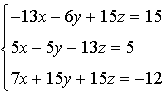 -13x - 6y + 15z = 15
5x - 5y - 13z = 5
7x + 15y + 15z = -12